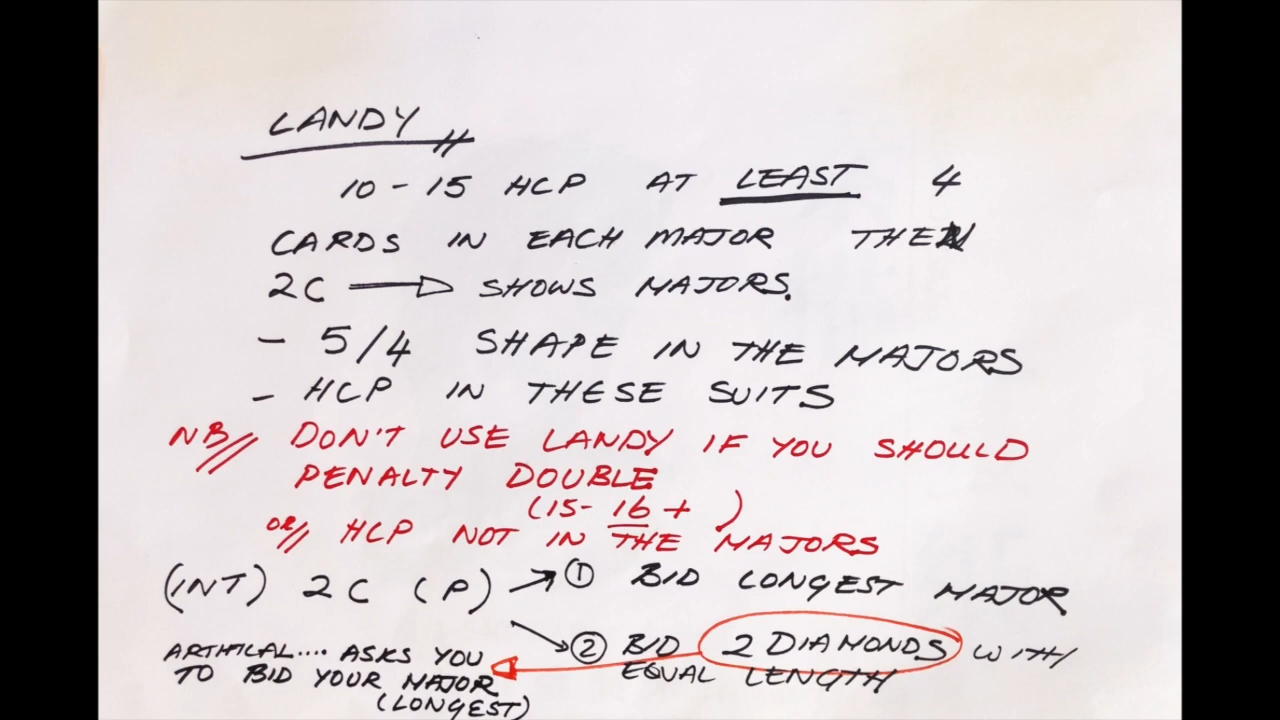 LANDY
10 - 15 HCP AT LEAST 4
CARDS IN EACH MAJOR THEN
2C → SHOWS MAJORS.
- 5/4 SHAPE IN THE MAJORS
- HCP IN THESE SUITS
NB// DON'T USE LANDY IF YOU SHOULD
PENALTY DOUBLE
(15- 16+ )
OR// HCP NOT IN THE MAJORS
(1NT) 2C (P) → ① BID LONGEST MAJOR
→ ② BID 2 DIAMONDS WITH
EQUAL LENGTH
ARTIFICAL.... ASKS YOU
TO BID YOUR MAJOR
(LONGEST)